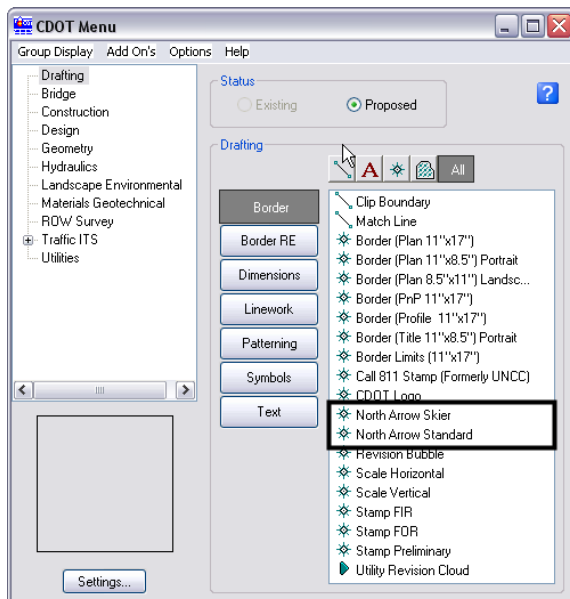 CDOT Menu
Group Display Add On's Options Help
Drafting
Bridge
Construction
Design
Geometry
Hydraulics
Landscape Environmental
Materials Geotechnical
ROW Survey
Traffic ITS
Utilities
Settings...
Status
Existing
Proposed
?
Drafting
A
All
Border
Border RE
Dimensions
Linework
Patterning
Symbols
Text
Clip Boundary
Match Line
Border (Plan 11"x17")
Border (Plan 11"x8.5") Portrait
Border (Plan 8.5"x11") Landsc...
Border (PnP 11"x17")
Border (Profile 11"x17")
Border (Title 11"x8.5") Portrait
Border Limits (11"x17")
Call 811 Stamp (Formerly UNCC)
CDOT Logo
North Arrow Skier
North Arrow Standard
Revision Bubble
Scale Horizontal
Scale Vertical
Stamp FIR
Stamp FOR
Stamp Preliminary
Utility Revision Cloud